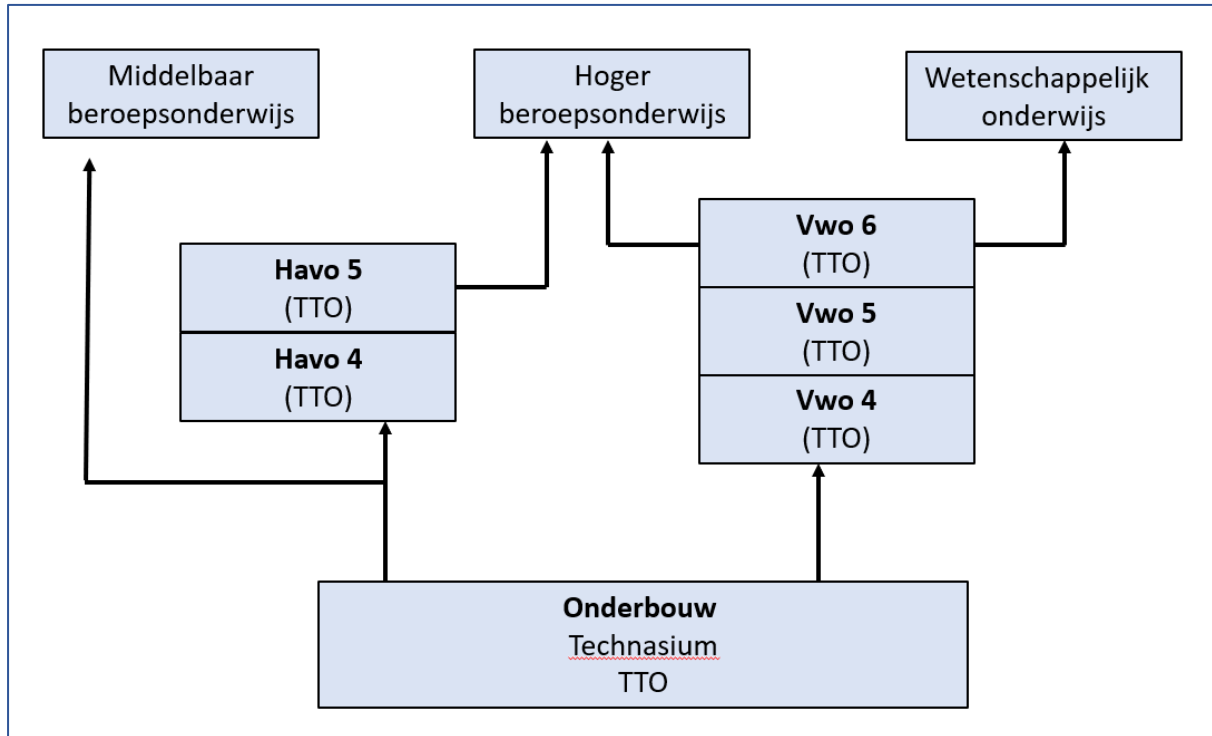 Middelbaar
beroepsonderwijs
Hoger
beroepsonderwijs
Wetenschappelijk
onderwijs
Havo 5
(TTO)
Havo 4
(TTO)
Vwo 6
(TTO)
Vwo 5
(TTO)
Vwo 4
(TTO)
Onderbouw
Technasium
TTO